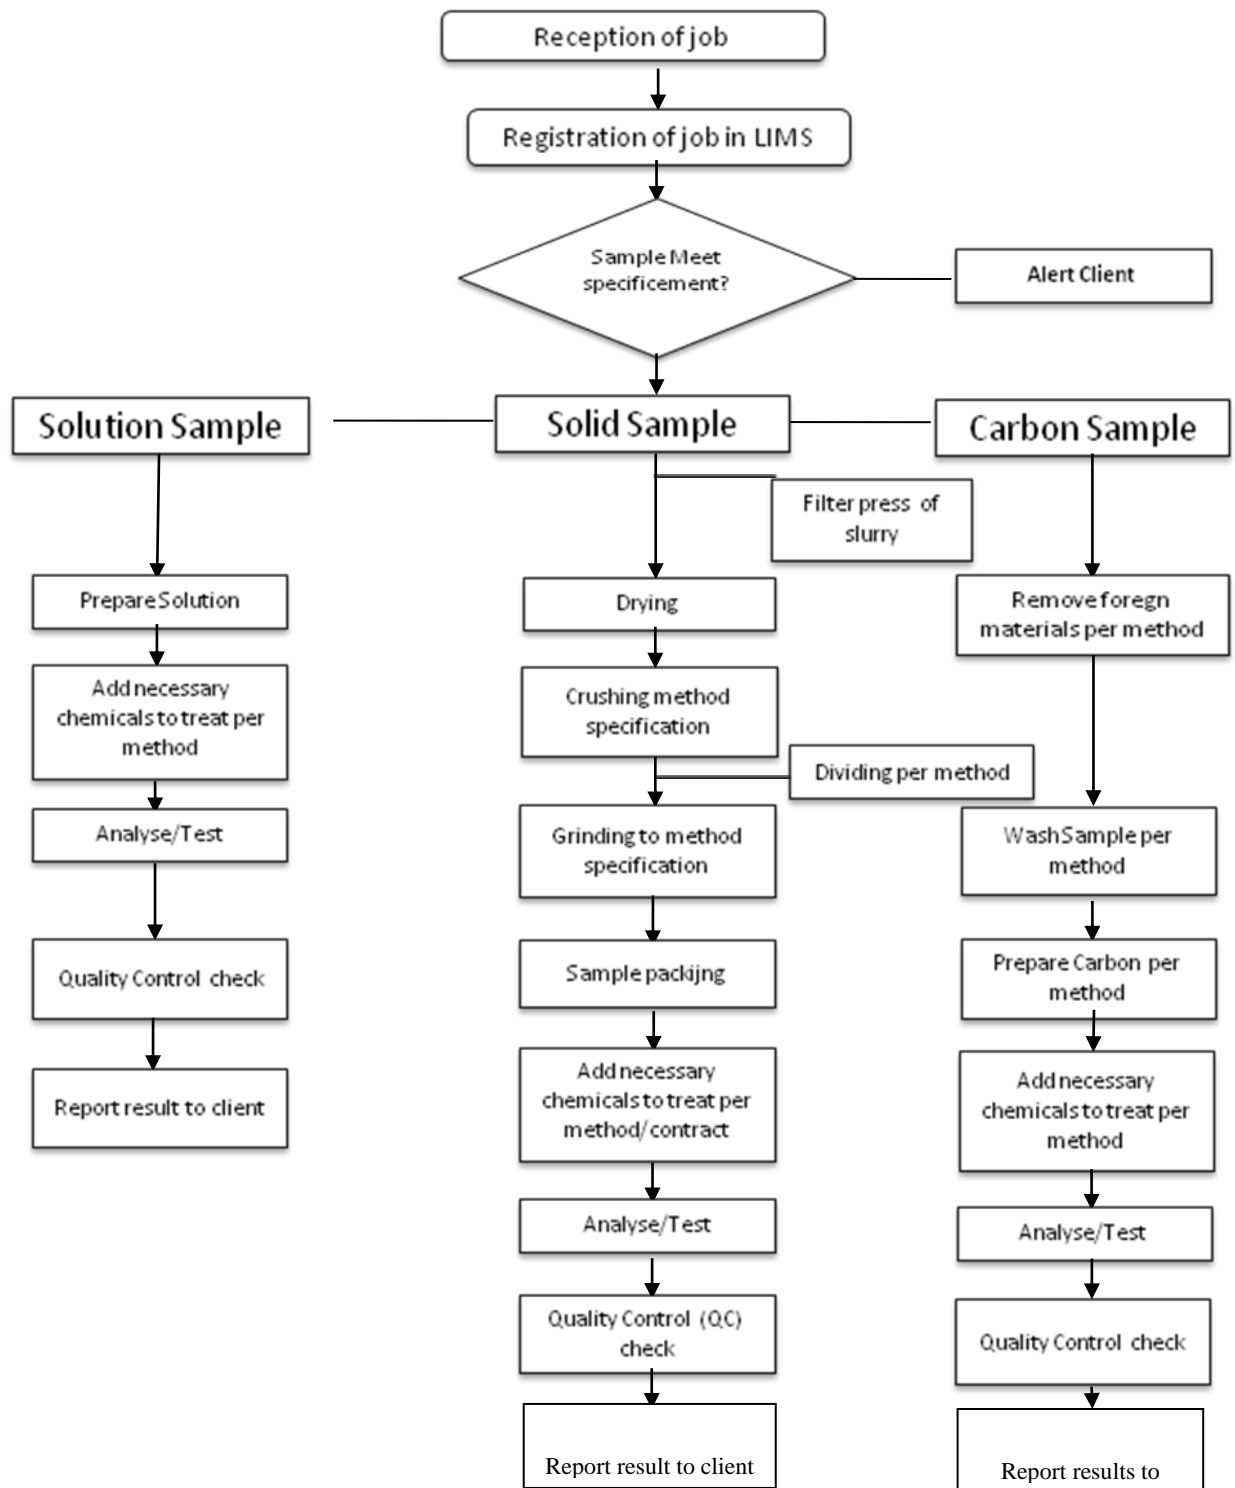 Reception of job
Registration of job in LIMS
Sample Meet
specificement?
Alert Client
Solution Sample
Solid Sample
Carbon Sample
Filter press of
slurry
Prepare Solution
Add necessary
chemicals to treat per
method
Analyse/Test
Quality Control check
Report result to client
Drying
Crushing method
specification
Dividing per method
Grinding to method
specification
Sample packijng
Add necessary
chemicals to treat per
method/contract
Analyse/Test
Quality Control (QC)
check
Report result to client
Remove foregn
materials per method
Wash Sample per
method
Prepare Carbon per
method
Add necessary
chemicals to treat per
method
Analyse/Test
Quality Control check
Report results to